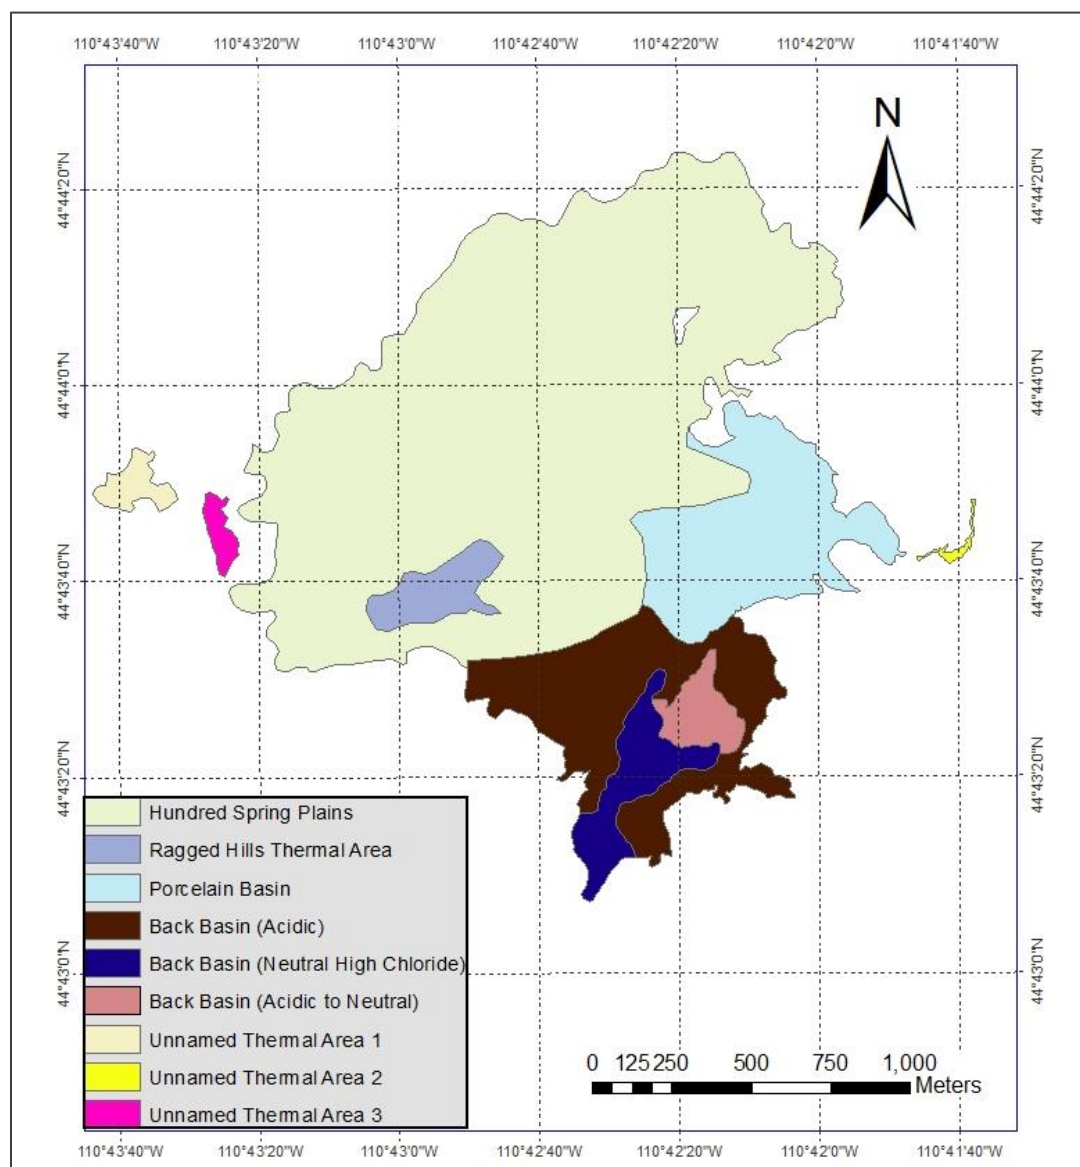 110°43'40"W 110°43'20"W 110°43'0"W 110°42'40"W 110°42'20"W 110°42'0"W 110°41'40"W
N
44°44'20"N 44°44'20"N
44°44'0"N 44°44'0"N
44°43'40"N 44°43'40"N
44°43'20"N 44°43'20"N
44°43'0"N 44°43'0"N
Hundred Spring Plains
Ragged Hills Thermal Area
Porcelain Basin
Back Basin (Acidic)
Back Basin (Neutral High Chloride)
Back Basin (Acidic to Neutral)
Unnamed Thermal Area 1
Unnamed Thermal Area 2
Unnamed Thermal Area 3
0 125 250 500 750 1,000
Meters
110°43'40"W 110°43'20"W 110°43'0"W 110°42'40"W 110°42'20"W 110°42'0"W 110°41'40"W